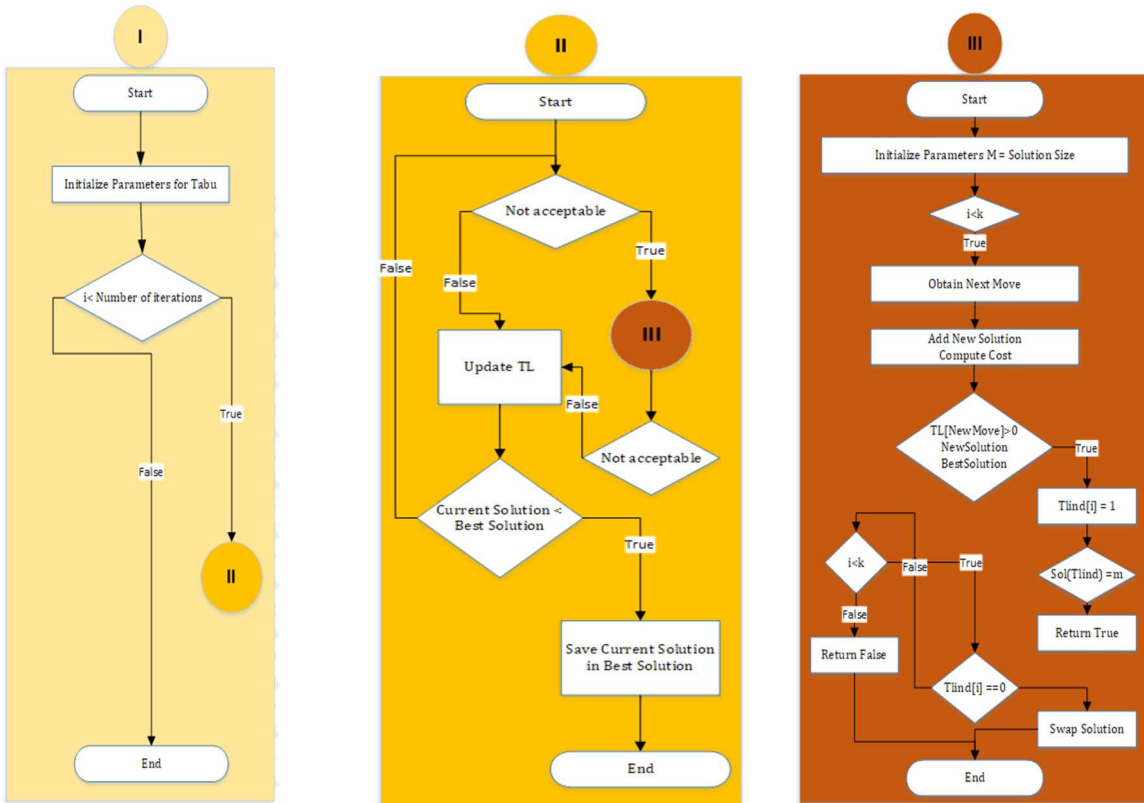 I
Start
Initialize Parameters for Tabu
i< Number of iterations
True
False
II
End
II
Start
Not acceptable
False
True
False
III
Update TL
False
Not acceptable
Current Solution <
Best Solution
True
Save Current Solution
in Best Solution
End
III
Start
Initialize Parameters M = Solution Size
i<k
True
Obtain Next Move
Add New Solution
Compute Cost
TL[NewMove]>0
NewSolution
BestSolution
True
Tlind[i] = 1
i<k
False
True
Sol(Tlind) =m
False
Return True
Return False
Tlind[i] ==0
Swap Solution
End